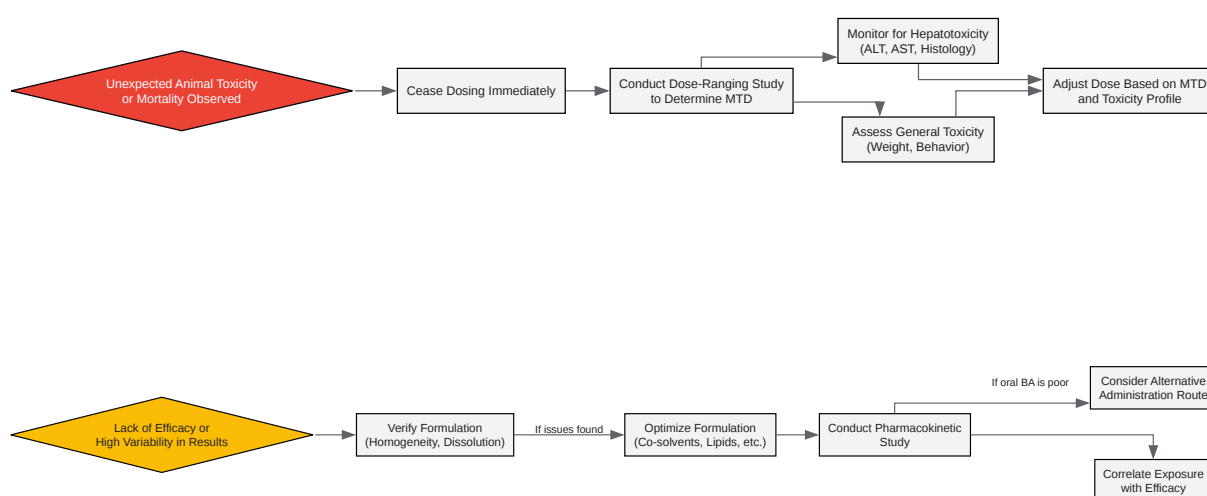 Unexpected Animal Toxicity
or Mortality Observed
Cease Dosing Immediately
Conduct Dose-Ranging Study
to Determine MTD
Monitor for Hepatotoxicity
(ALT, AST, Histology)
Assess General Toxicity
(Weight, Behavior)
Adjust Dose Based on MTD
and Toxicity Profile
Lack of Efficacy or
High Variability in Results
Verify Formulation
(Homogeneity, Dissolution)
If issues found
Optimize Formulation
(Co-solvents, Lipids, etc.)
Conduct Pharmacokinetic
Study
If oral BA is poor
Consider Alternative
Administration Route
Correlate Exposure
with Efficacy